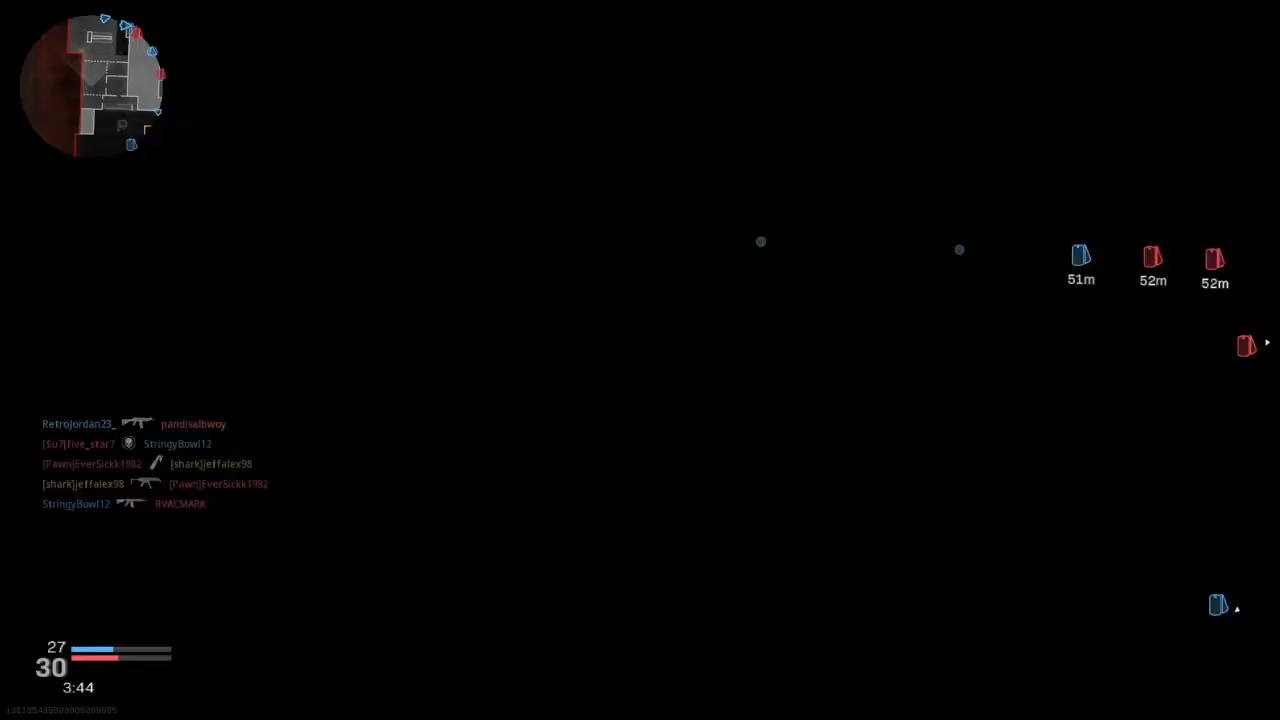 51m
52m
52m
RetroJordan23_ pandisalbwoy
[Su7]five_star7 StringyBowl12
[Pawn]EverSickk1982 [shark]jeffalex98
[shark]jeffalex98 [Pawn]EverSickk1982
StringyBowl12 RVACMARK
27
30
3:44